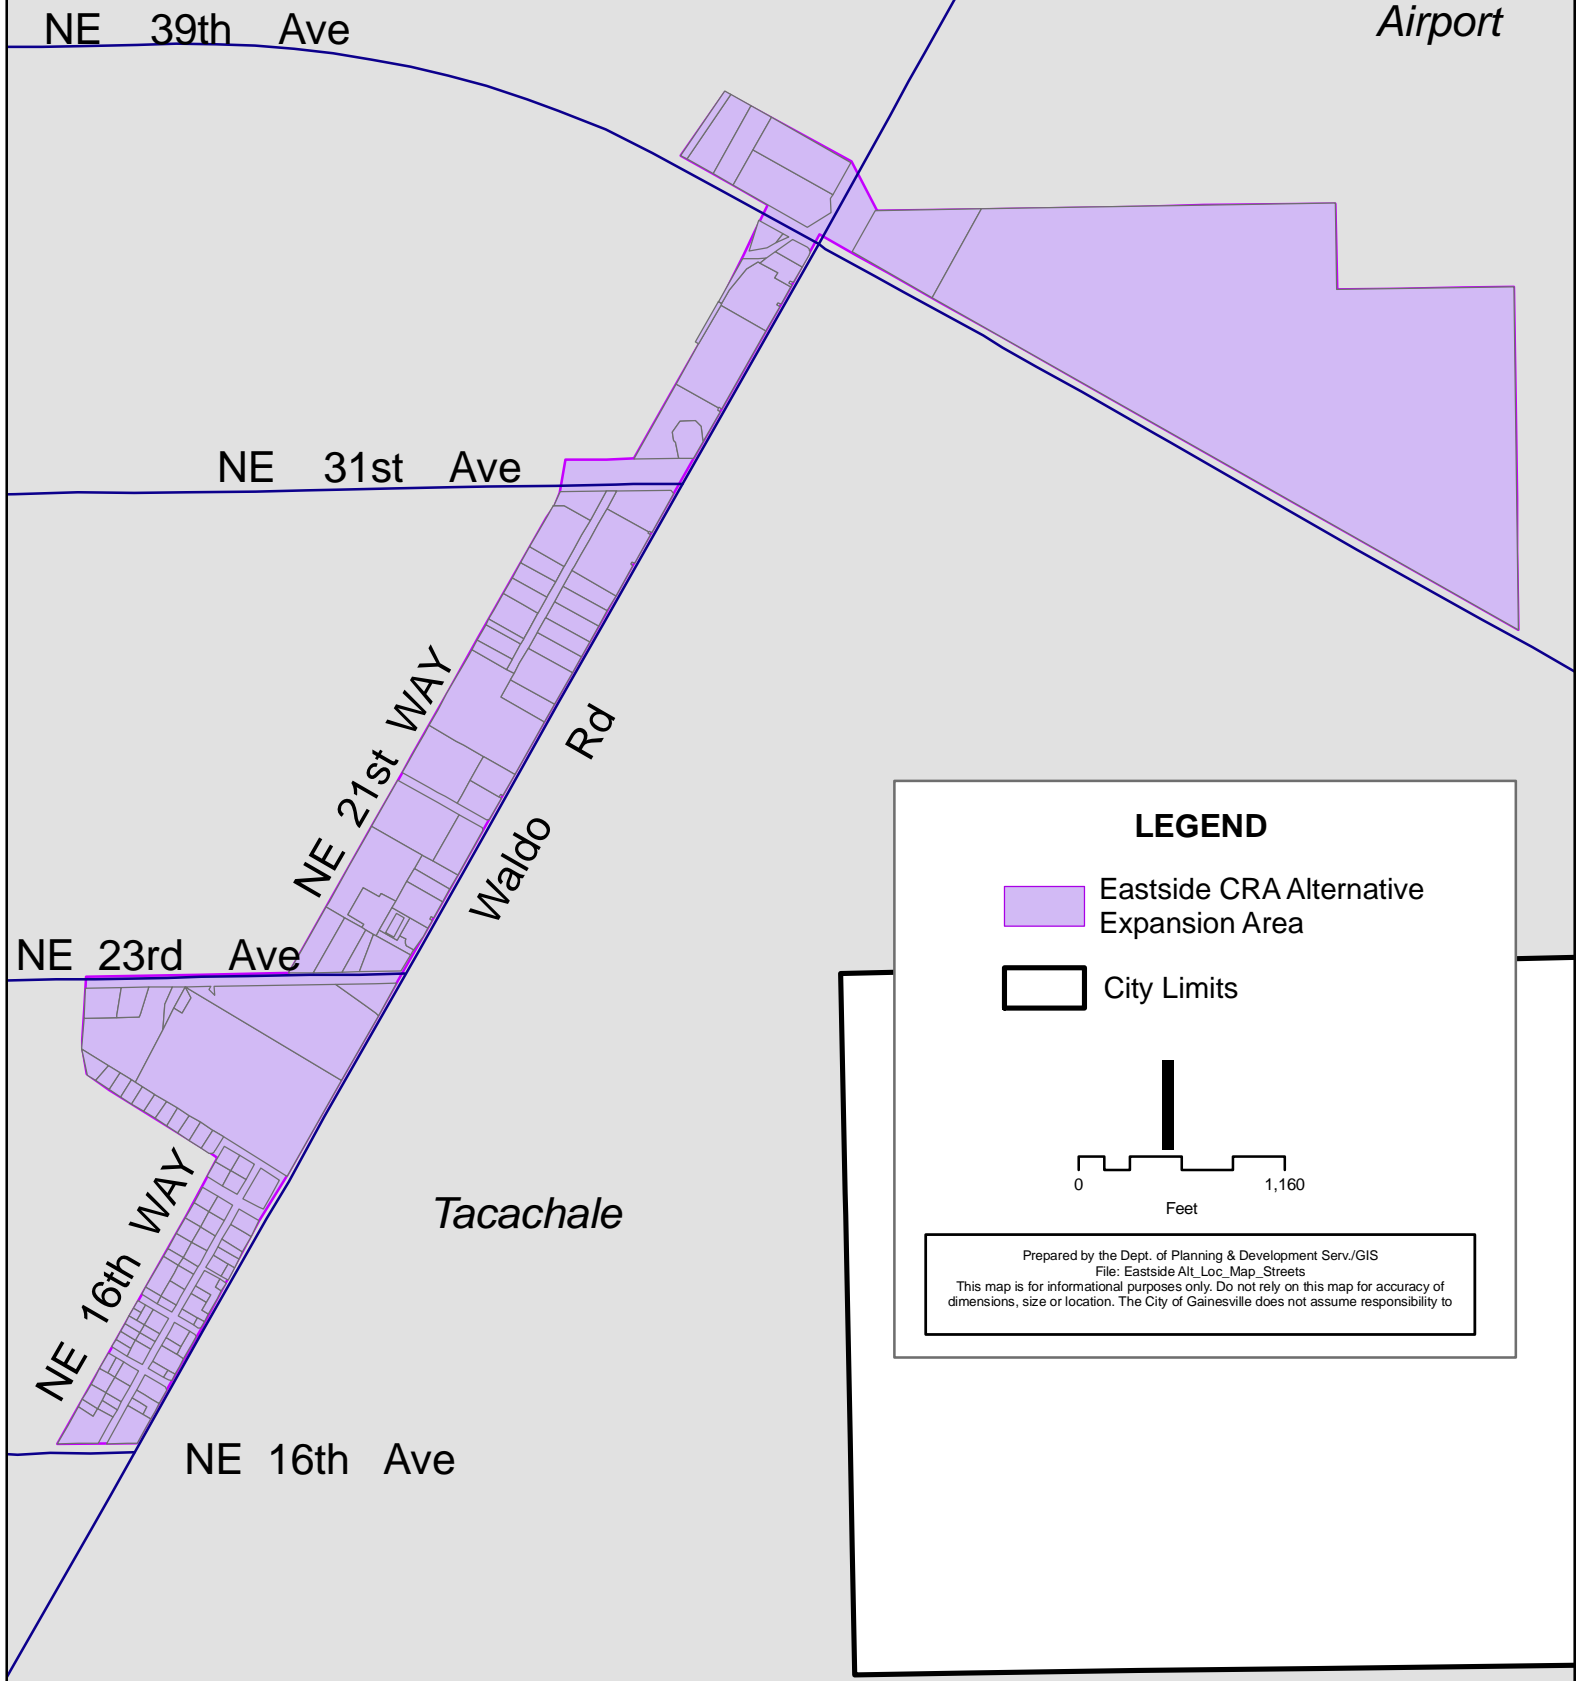 NE 39th Ave
Airport
NE 31st Ave
NE 21st WAY
Waldo Rd
LEGEND
Eastside CRA Alternative
Expansion Area
NE 23rd Ave
City Limits
0
1,160
Feet
NE 16th WAY
Tacachale
Prepared by the Dept. of Planning & Development Serv./GIS
File: Eastside Alt_Loc_Map_Streets
This map is for informational purposes only. Do not rely on this map for accuracy of
dimensions, size or location. The City of Gainesville does not assume responsibility to
NE 16th Ave